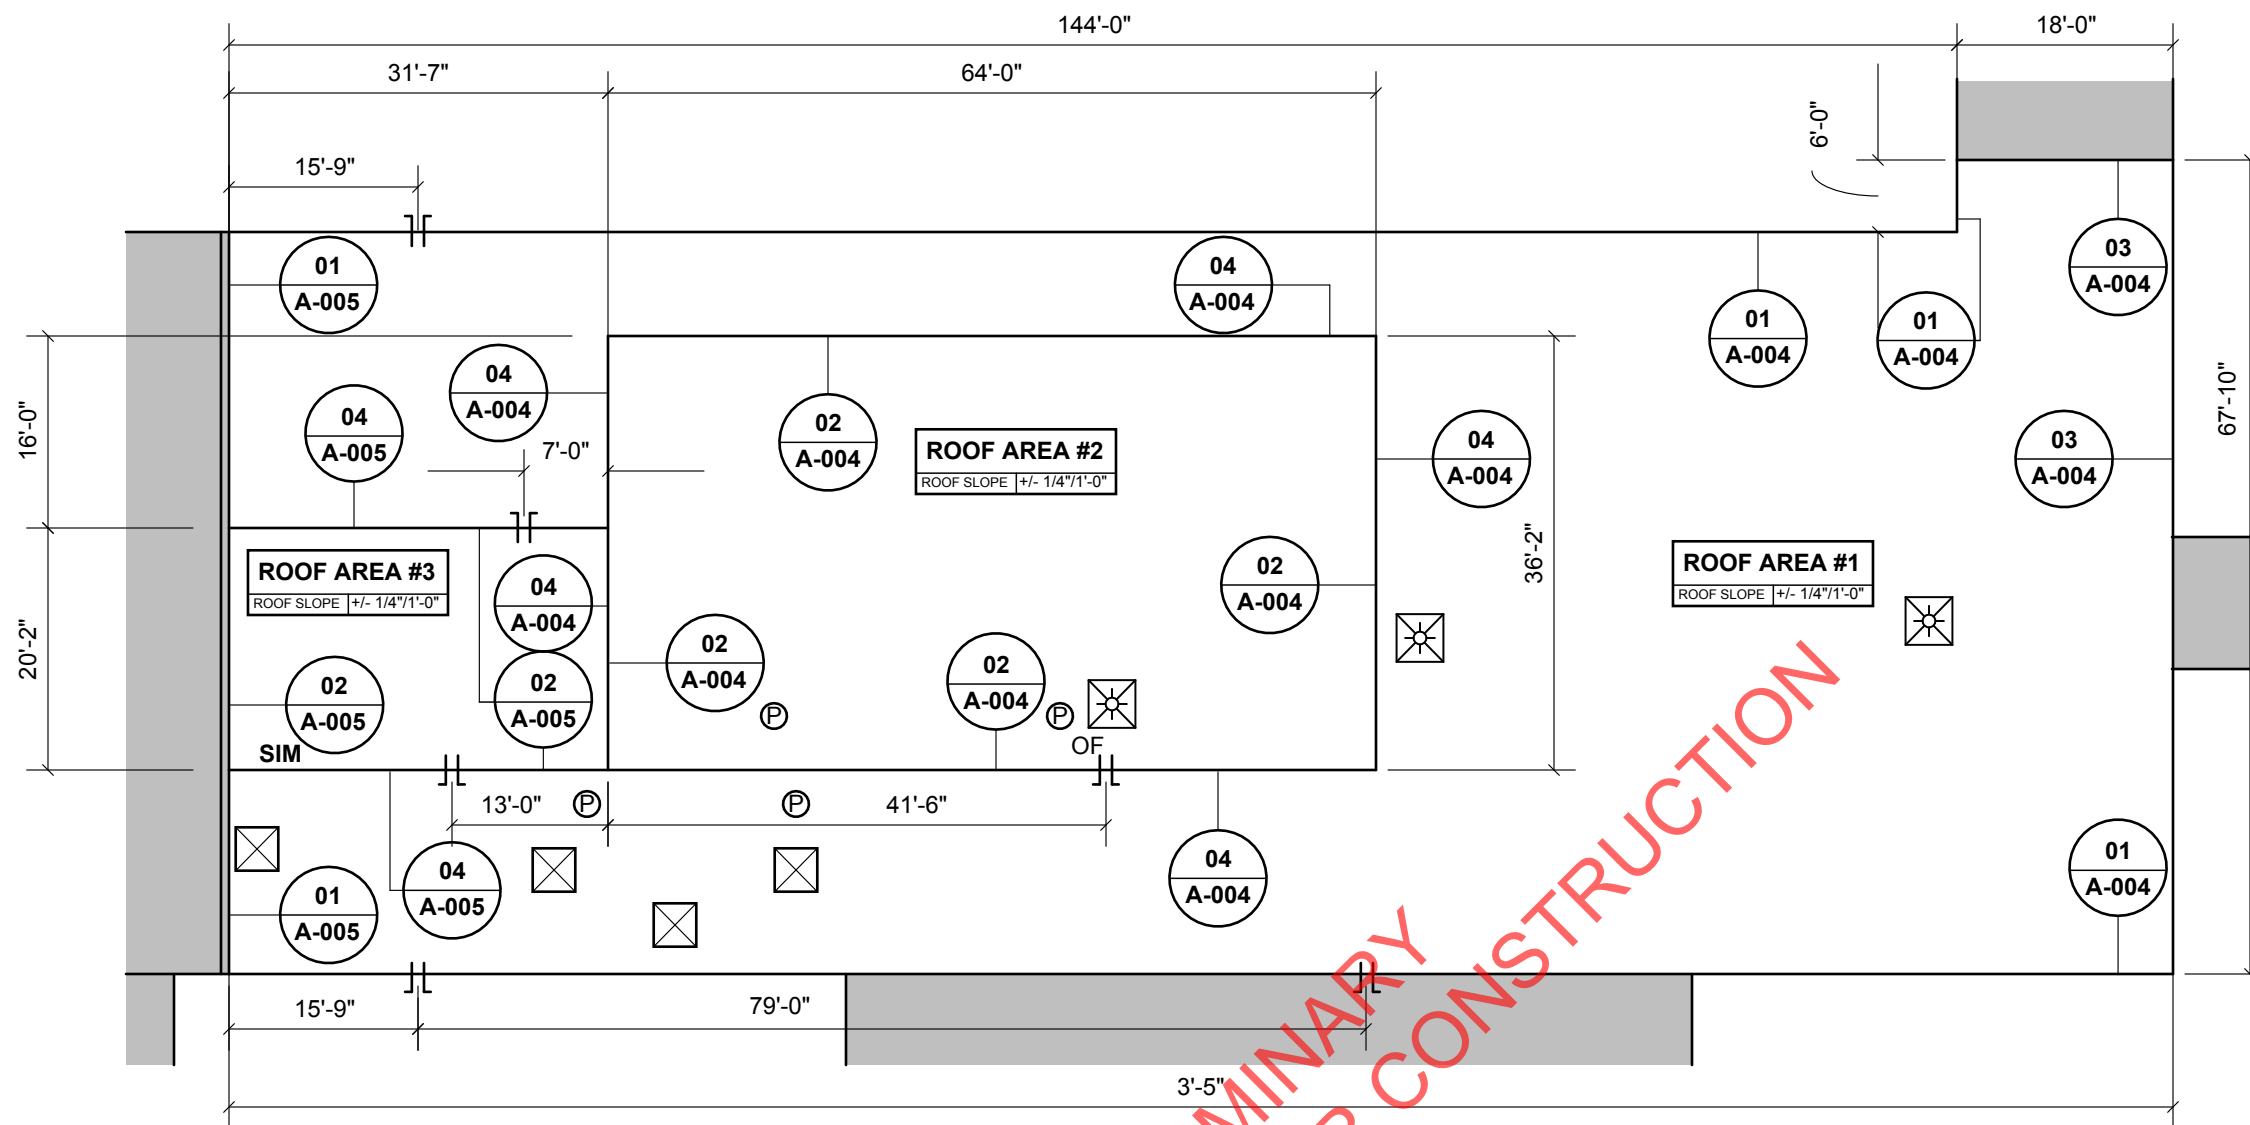 144'-0"
18'-0"
31'-7"
64'-0"
6'-0"
15'-9"
01
A-005
04
A-004
03
A-004
01
A-004
01
A-004
04
A-004
04
A-005
16'-0"
7'-0"
02
A-004
ROOF AREA #2
ROOF SLOPE +/- 1/4"/1'-0"
04
A-004
03
A-004
67'-10"
36'-2"
ROOF AREA #3
ROOF SLOPE +/- 1/4"/1'-0"
04
A-004
02
A-004
ROOF AREA #1
ROOF SLOPE +/- 1/4"/1'-0"
20'-2"
02
A-005
SIM
02
A-005
02
A-004
P
02
A-004
P
OF
13'-0"
P
P
41'-6"
01
A-005
04
A-005
04
A-004
01
A-004
15'-9"
79'-0"
3'-5"
MINARY
CONSTRUCTION